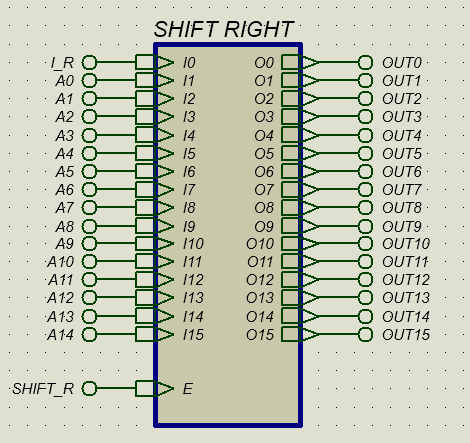 SHIFT RIGHT
I_R I0 O0 OUT0
A0 I1 O1 OUT1
A1 I2 O2 OUT2
A2 I3 O3 OUT3
A3 I4 O4 OUT4
A4 I5 O5 OUT5
A5 I6 O6 OUT6
A6 I7 O7 OUT7
A7 I8 O8 OUT8
A8 I9 O9 OUT9
A9 I10 O10 OUT10
A10 I11 O11 OUT11
A11 I12 O12 OUT12
A12 I13 O13 OUT13
A13 I14 O14 OUT14
A14 I15 O15 OUT15
SHIFT_R E